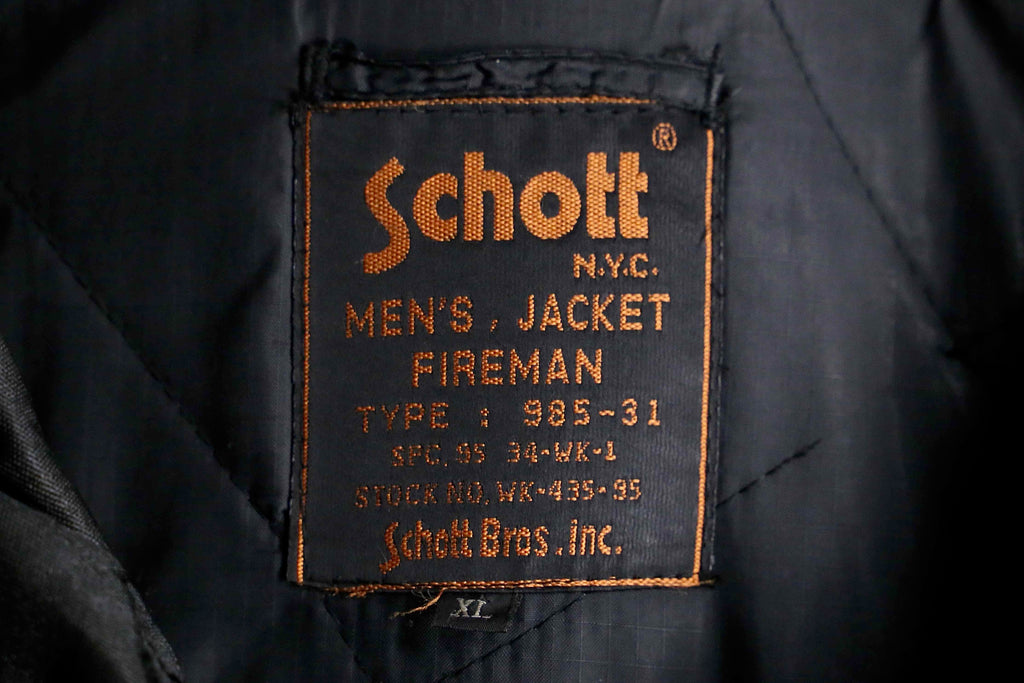 Schott®
N.Y.C.
MEN'S, JACKET
FIREMAN
TYPE : 985-31
SPC. 95 34-WK-1
STOCK NO. WK-435-95
Schott Bros. inc.
XL